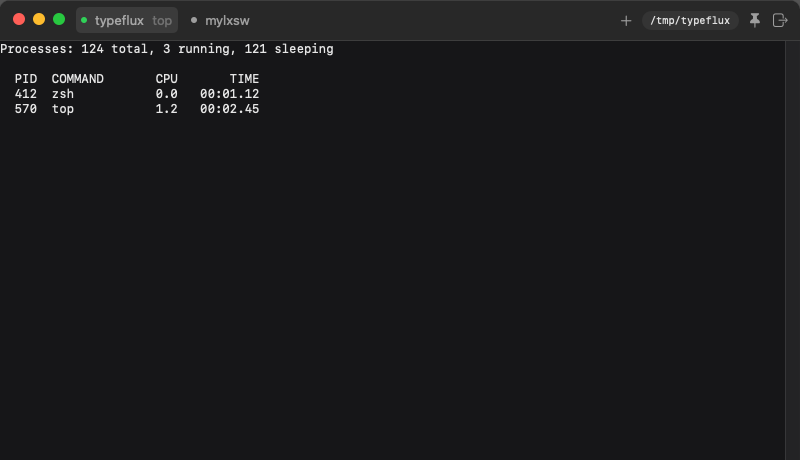 typeflux top mylxsw + /tmp/typeflux
Processes: 124 total, 3 running, 121 sleeping
PID COMMAND CPU TIME
412 zsh 0.0 00:01.12
570 top 1.2 00:02.45